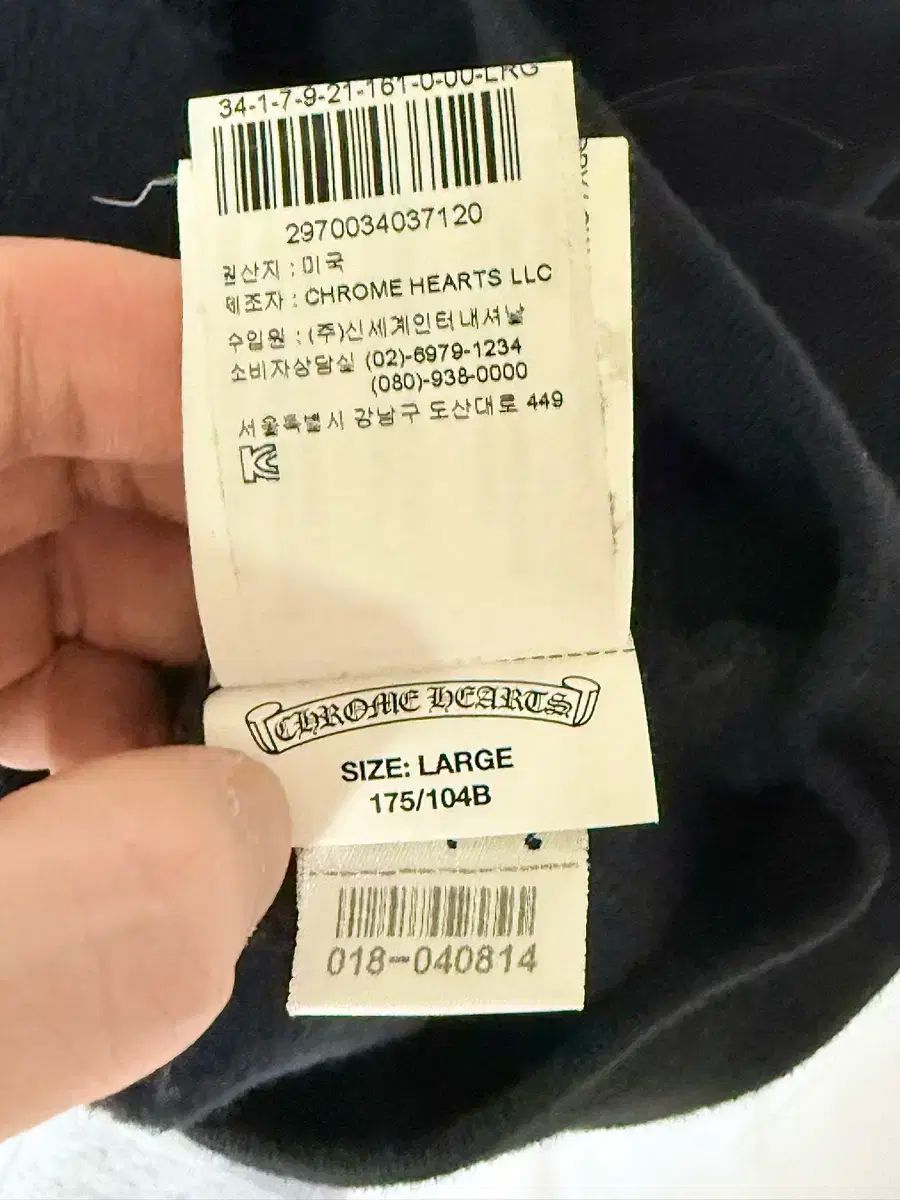 34-1-7-9-21-161-0-00-LRG
2970034037120
원산지 : 미국
제조자 : CHROME HEARTS LLC
수입원 : (주)신세계인터내셔날
소비자상담실 (02)-6979-1234
(080)-938-0000
서울특별시 강남구 도산대로 449
KC
CHROME HEARTS
SIZE: LARGE
175/104B
018-040814